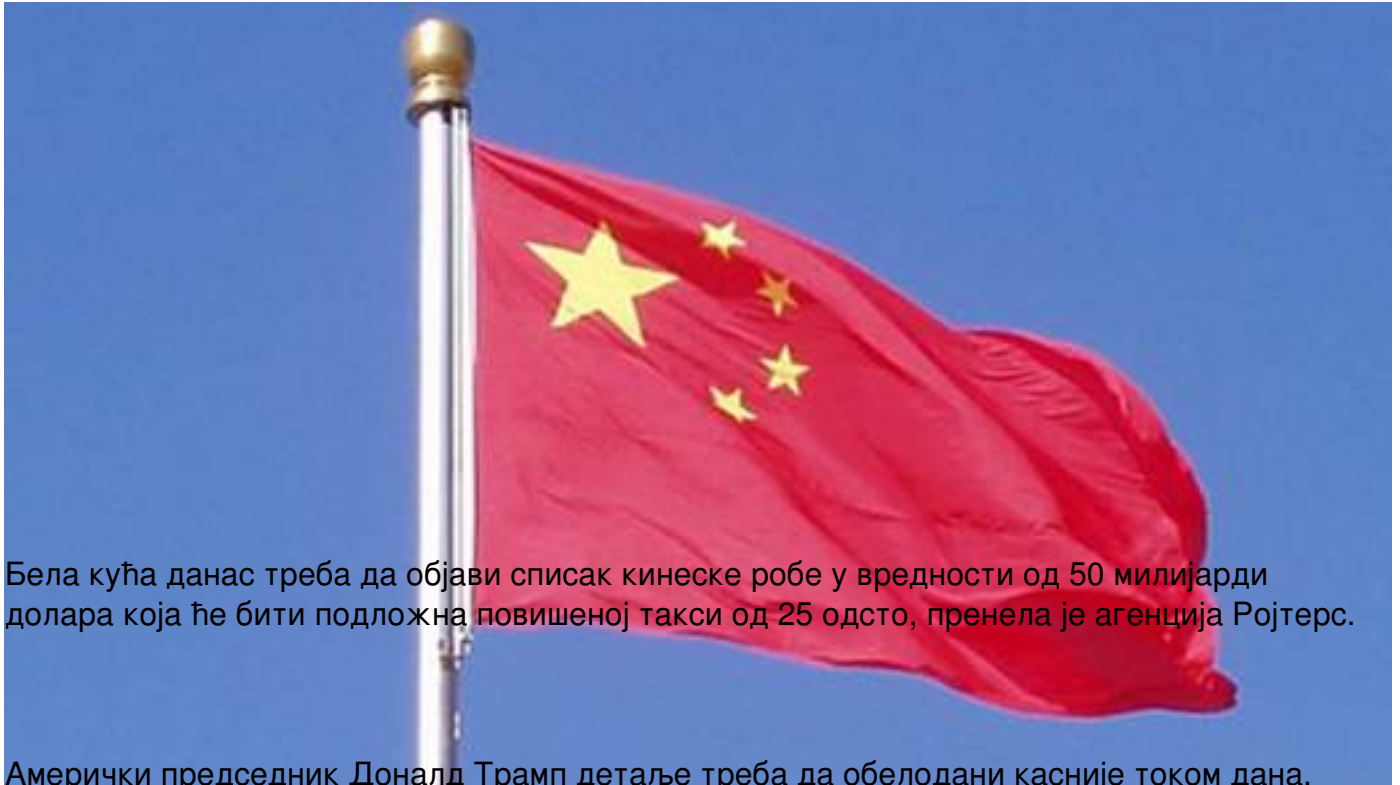 Бела кућа данас треба да објави списак кинеске робе у вредности од 50 милијарди
долара која ће бити подложна повишеној такси од 25 одсто, пренела је агенција Ројтерс.
Амерички председник Доналд Трамп детаље треба да обелодани касније током дана.